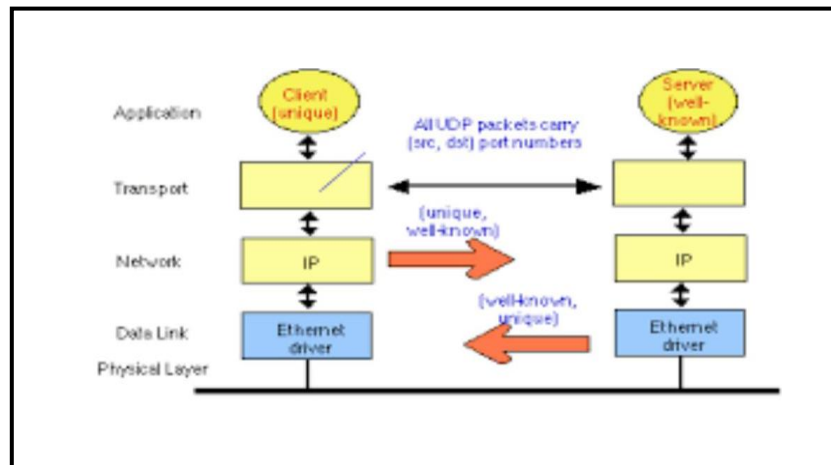 Application
Client
(unique)
Server
(well-
known)
All UDP packets carry
(src, dst) port numbers
Transport
(unique,
well-known)
Network
IP
IP
(well-known,
unique)
Data Link
Ethernet
driver
Ethernet
driver
Physical Layer